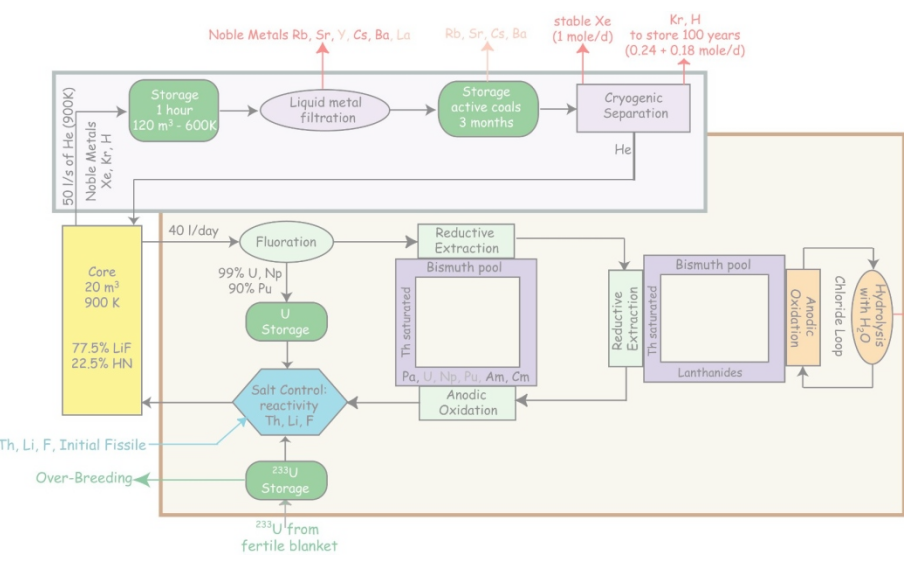 Noble Metals Rb, Sr, Y, Cs, Ba, La
Rb, Sr, Cs, Ba
stable Xe
(1 mole/d)
Kr, H
to store 100 years
(0.24 + 0.18 mole/d)
50 l/s of He (900K)
Noble Metals
Xe, Kr, H
Storage
1 hour
120 m³ - 600K
Liquid metal
filtration
Storage
active coals
3 months
Cryogenic
Separation
He
Core
20 m³
900 K
77.5% LiF
22.5% HN
40 l/day
Fluoration
99% U, Np
90% Pu
U
Storage
Reductive
Extraction
Bismuth pool
Th saturated
Pa, U, Np, Pu, Am, Cm
Anodic
Oxidation
Reductive
Extraction
Bismuth pool
Th saturated
Lanthanides
Anodic
Oxidation
Chloride Loop
Hydrolysis
with H₂O
Salt Control:
reactivity
Th, Li, F
Th, Li, F, Initial Fissile
Over-Breeding
²³³U
Storage
²³³U from
fertile blanket